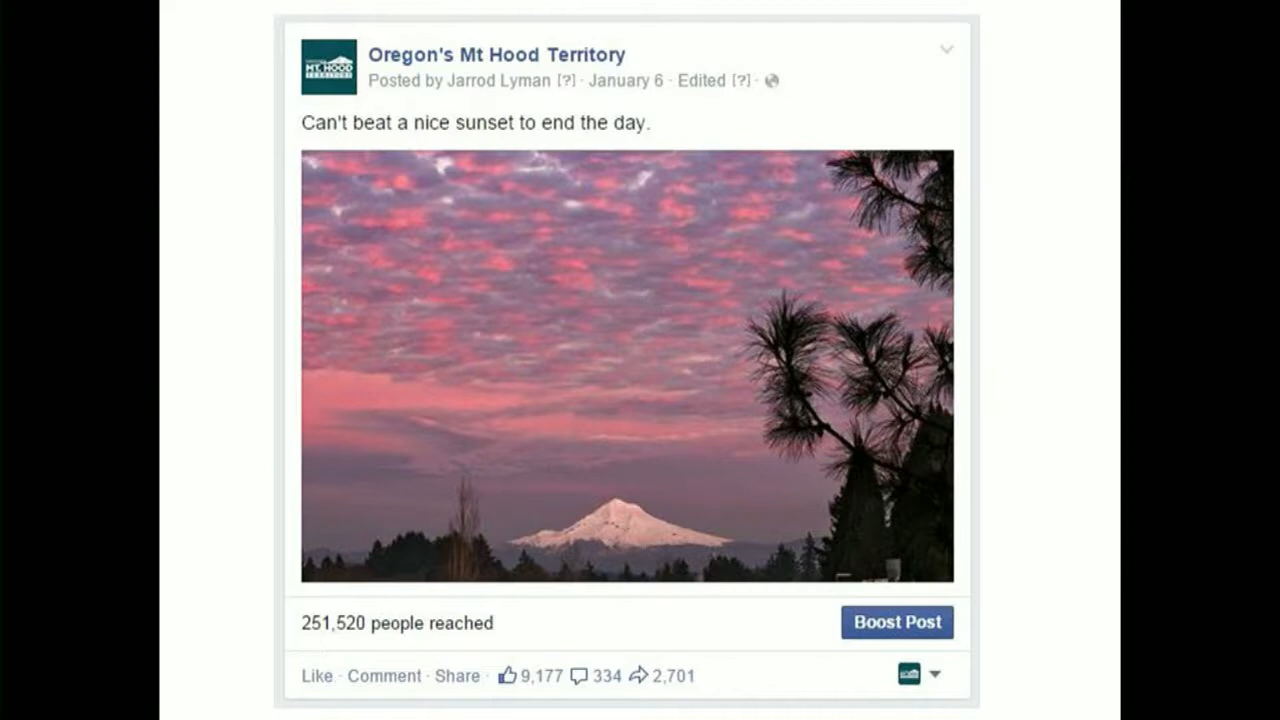 Oregon's Mt Hood Territory
MT. HOOD
TERRITORY
Posted by Jarrod Lyman [?] · January 6 · Edited [?] ·
Can't beat a nice sunset to end the day.
251,520 people reached
Boost Post
Like · Comment · Share · 9,177 334 2,701